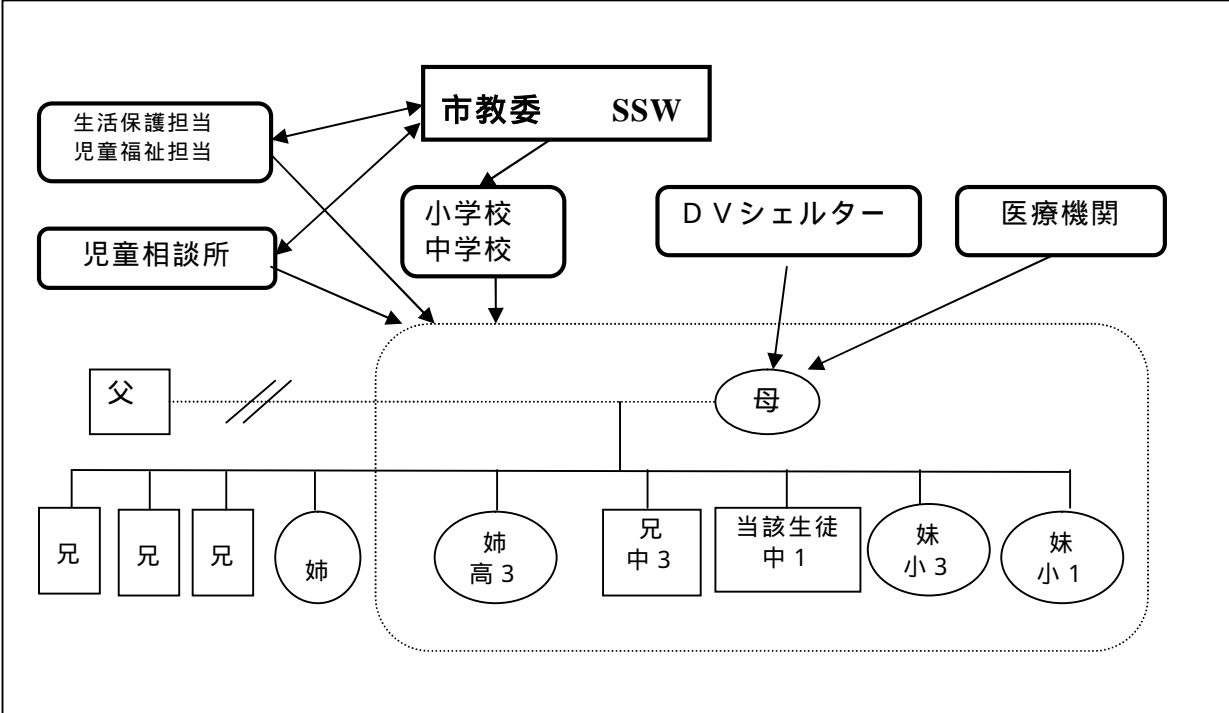 市教委 SSW
生活保護担当
児童福祉担当
小学校
中学校
DVシェルター
医療機関
児童相談所
父
母
兄
兄
兄
姉
姉
高3
兄
中3
当該生徒
中1
妹
小3
妹
小1